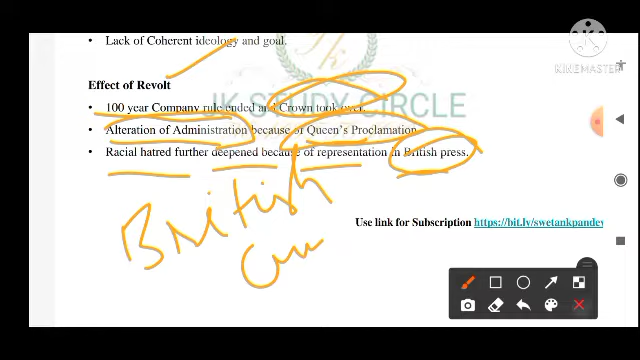 • Lack of Coherent ideology and goal.
JK
Effect of Revolt
• 100 year Company rule ended and Crown took over.
JK STUDY CIRCLE
• Alteration of Administration because of Queen's Proclamation
• Racial hatred further deepened because of representation in British press.
British
Use link for Subscription https://bit.ly/swetankpandey
KINEMASTER